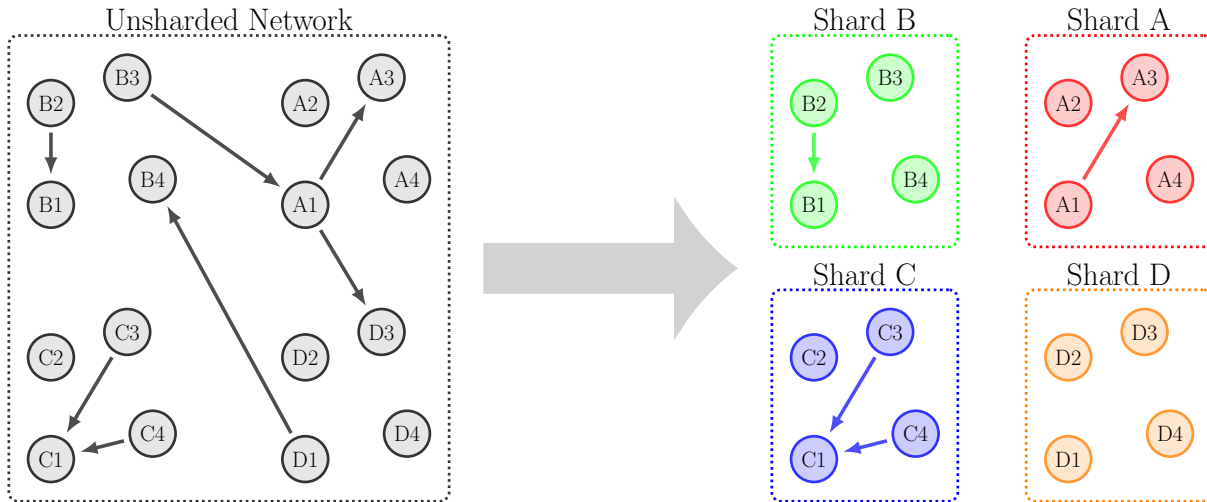 Unsharded Network
B3
A3
B2
A2
B4
A4
B1
A1
C3
D3
C2
D2
C4
D4
C1
D1
Shard B
B3
B2
B4
B1
Shard A
A3
A2
A4
A1
Shard C
C3
C2
C4
C1
Shard D
D3
D2
D4
D1